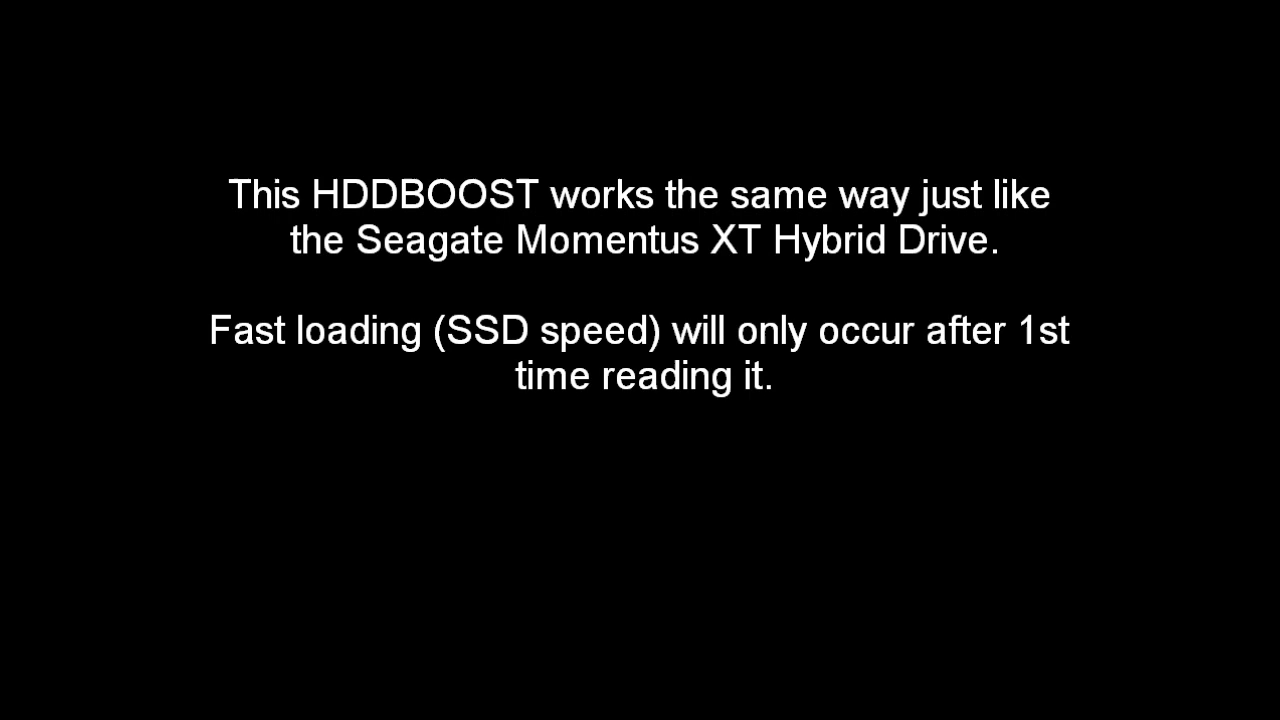 This HDDBOOST works the same way just like
the Seagate Momentus XT Hybrid Drive.
Fast loading (SSD speed) will only occur after 1st
time reading it.